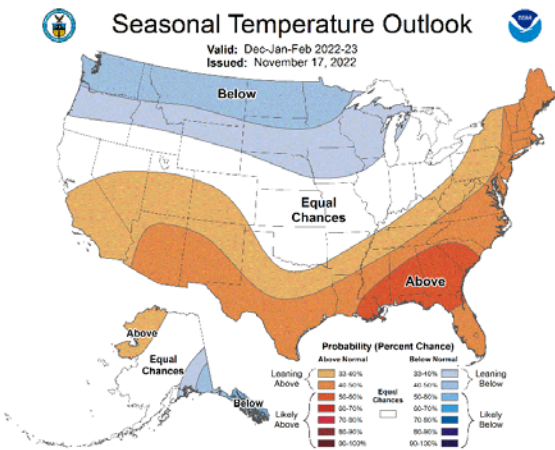 Seasonal Temperature Outlook
Valid: Dec-Jan-Feb 2022-23
Issued: November 17, 2022
Below
Equal
Chances
Above
Above
Equal
Chances
Below
Probability (Percent Chance)
Above Normal
Below Normal
Leaning
Above
Likely
Above
33-40%
40-50%
50-60%
60-70%
70-80%
80-90%
90-100%
Equal
Chances
33-40%
40-50%
50-60%
60-70%
70-80%
80-90%
90-100%
Leaning
Below
Likely
Below